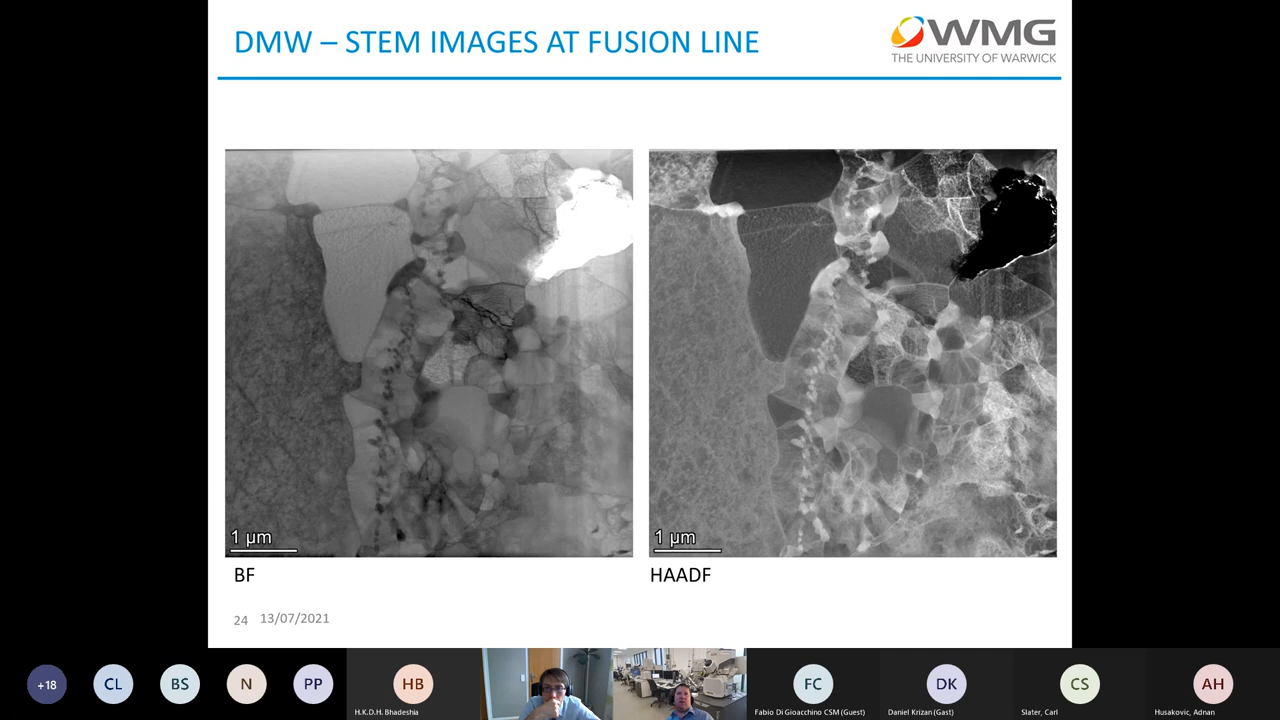 DMW – STEM IMAGES AT FUSION LINE
WMG
THE UNIVERSITY OF WARWICK
1 µm
1 µm
BF
HAADF
24 13/07/2021
+18
CL
BS
N
PP
HB
FC
DK
CS
AH
H.K.D.H. Bhadeshia
Fabio Di Gioacchino CSM (Guest)
Daniel Krizan (Gast)
Slater, Carl
Husakovic, Adnan